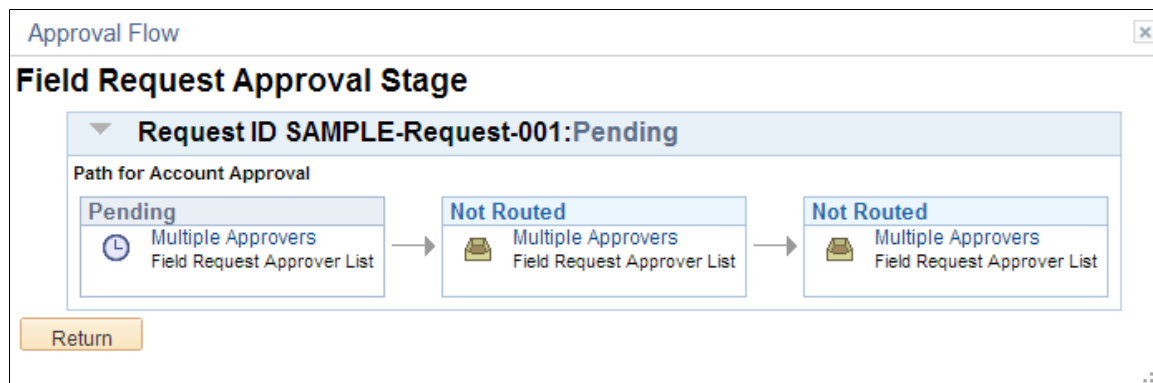 Approval Flow
Field Request Approval Stage
Request ID SAMPLE-Request-001:Pending
Path for Account Approval
Pending
Multiple Approvers
Field Request Approver List
Not Routed
Multiple Approvers
Field Request Approver List
Not Routed
Multiple Approvers
Field Request Approver List
Return